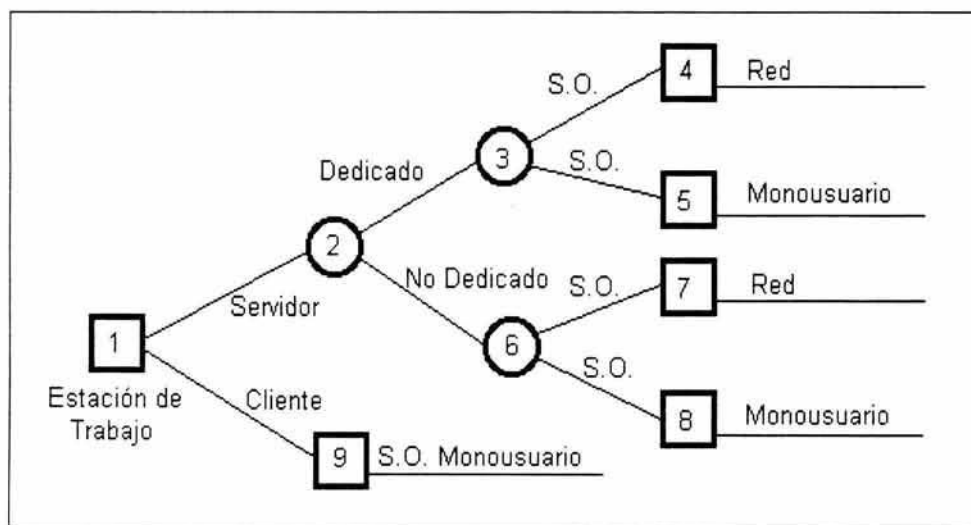 S.O.
4
Red
3
S.O.
Dedicado
5
Monousuario
2
No Dedicado
S.O.
7
Red
Servidor
1
6
S.O.
Estación de
Trabajo
Cliente
8
Monousuario
9
S.O. Monousuario